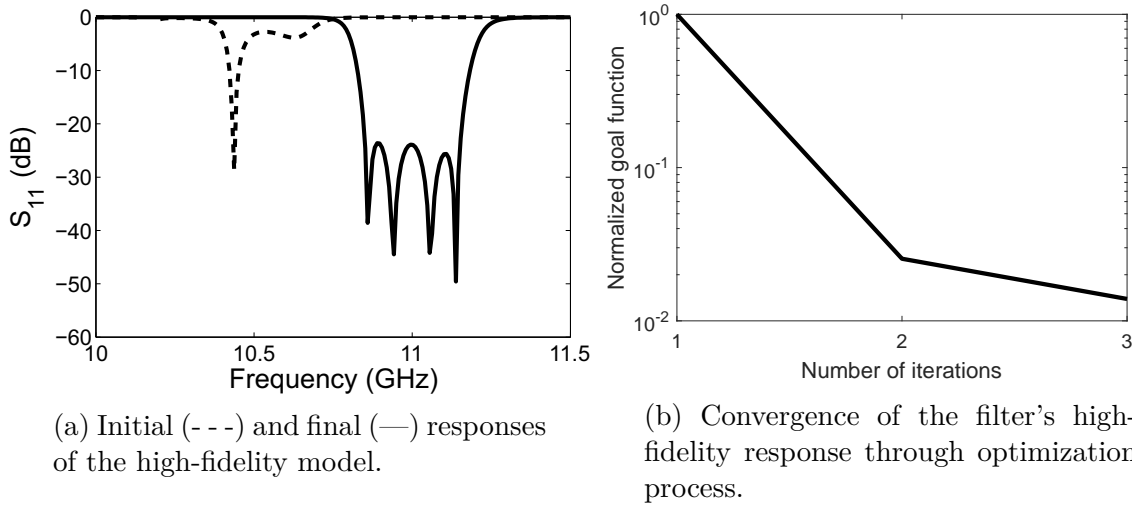 0
−10
−20
−30
−40
−50
−60
S11 (dB)
10
10.5
11
11.5
Frequency (GHz)
(a) Initial (- - -) and final (—) responses
of the high-fidelity model.
10^0
10^-1
10^-2
Normalized goal function
1
2
3
Number of iterations
(b) Convergence of the filter's high-
fidelity response through optimization
process.